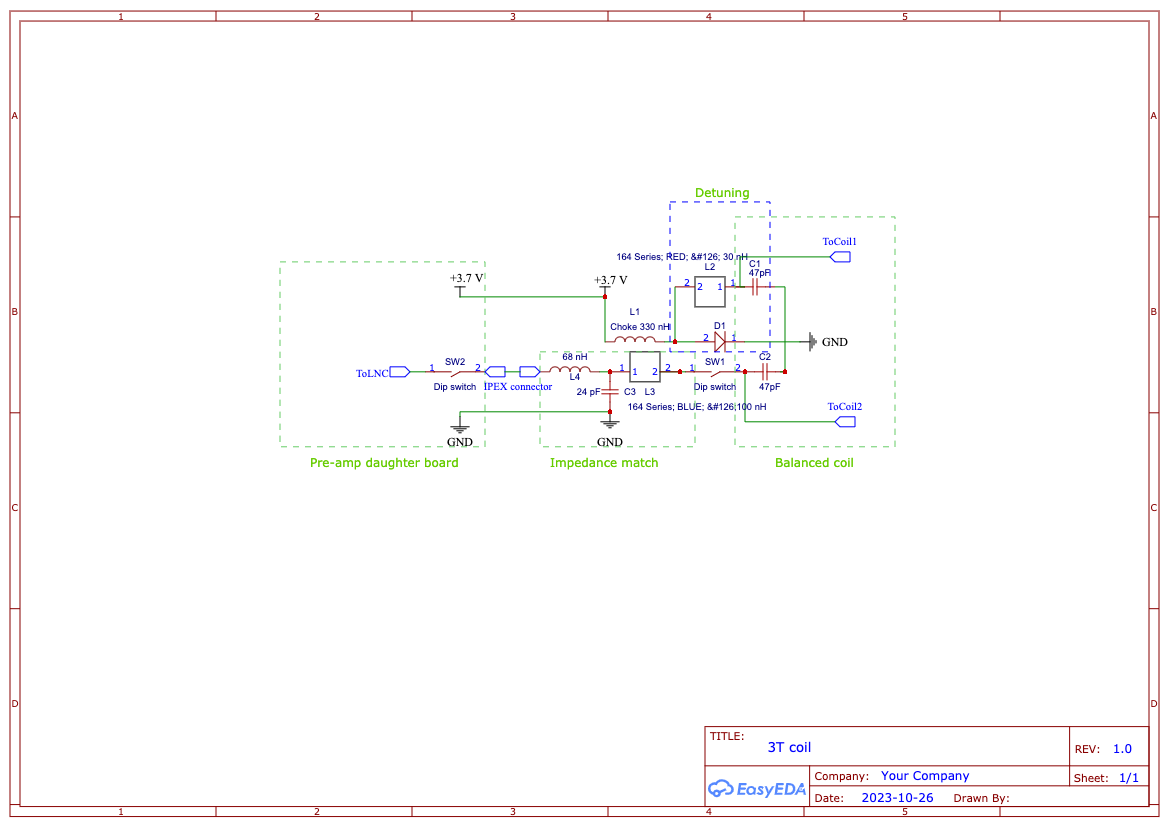 1 2 3 4 5
A A
Detuning
ToCoil1
164 Series; RED; &#126; 30 nH
L2
C1
47pF
+3.7 V
+3.7 V
2 2 1 1
B B
L1
Choke 330 nH
D1
2 1
GND
68 nH
SW2
SW1
C2
ToLNC
1 2
L4
1 1 2 2
1 2
Dip switch
IPEX connector
Dip switch
47pF
24 pF
C3
L3
164 Series; BLUE; &#126;100 nH
ToCoil2
GND
GND
Pre-amp daughter board
Impedance match
Balanced coil
C C
D D
TITLE:
3T coil
REV: 1.0
EasyEDA
Company: Your Company
Sheet: 1/1
Date: 2023-10-26 Drawn By:
1 2 3 4 5